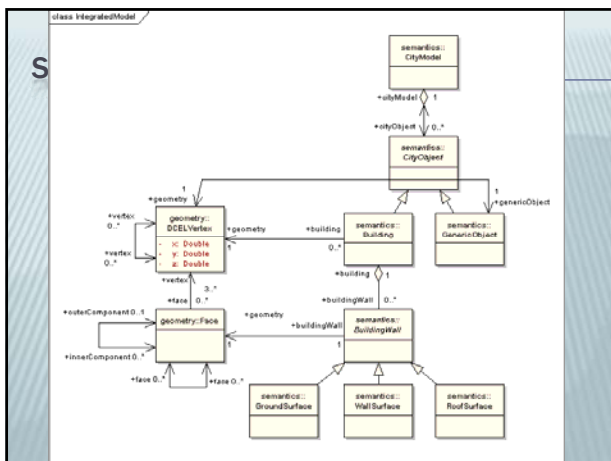 class IntegratedModel
S
semantics::
CityModel
+cityModel 1
+cityObject 0..*
semantics::
CityObject
1
+geometry
1
+genericObject
+vertex
0..*
+vertex
0..*
geometry::
DCELVertex
- x: Double
- y: Double
- z: Double
+geometry
1
+building
0..*
semantics::
Building
semantics::
GenericObject
+building
+vertex
3..*
+face 0..*
+buildingWall 0..*
+outerComponent 0..1
+innerComponent 0..*
geometry::Face
+geometry
1
+buildingWall
1
semantics::
BuildingWall
+face 0..*
+face 0..*
semantics::
GroundSurface
semantics::
WallSurface
semantics::
RoofSurface